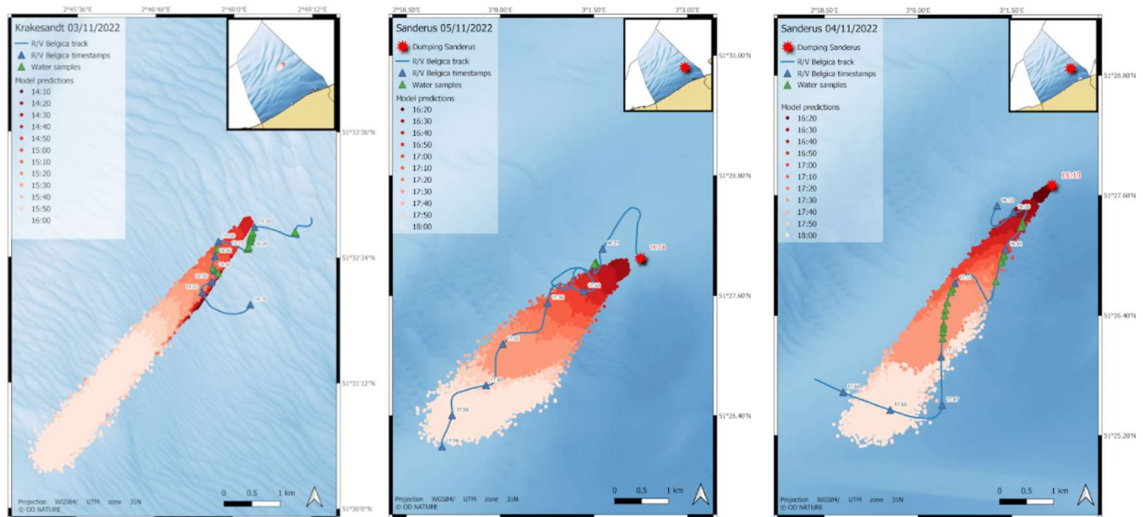 2°45'36"E
2°46'48"E
2°48'0"E
2°49'12"E
Krakesandt 03/11/2022
R/V Belgica track
R/V Belgica timestamps
Water samples
Model predictions
14:10
14:20
14:30
14:40
14:50
15:00
15:10
15:20
15:30
15:40
15:50
16:00
51°33'36"N
51°32'24"N
51°31'12"N
51°30'0"N
Projection WGS84/ UTM zone 31N
© OD NATURE
0 0.5 1 km
2°58.50'E
3°0.00'E
3°1.50'E
3°3.00'E
Sanderus 05/11/2022
Dumping Sanderus
R/V Belgica track
R/V Belgica timestamps
Water samples
Model predictions
16:20
16:30
16:40
16:50
17:00
17:10
17:20
17:30
17:40
17:50
18:00
51°30.00'N
51°28.80'N
51°27.60'N
51°26.40'N
Projection WGS84/ UTM zone 31N
© OD NATURE
0 0.5 1 km
2°58.50'E
2°9.00'E
3°1.50'E
Sanderus 04/11/2022
Dumping Sanderus
R/V Belgica track
R/V Belgica timestamps
Water samples
Model predictions
16:20
16:30
16:40
16:50
17:00
17:10
17:20
17:30
17:40
17:50
18:00
16:13
17:47
51°28.80'N
51°27.60'N
51°26.40'N
51°25.20'N
Projection WGS84/ UTM zone 31N
© OD NATURE
0 0.5 1 km